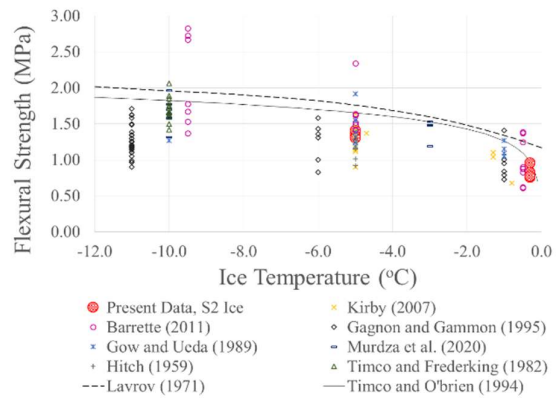 3.00
2.50
2.00
1.50
1.00
0.50
0.00
Flexural Strength (MPa)
-12.0 -10.0 -8.0 -6.0 -4.0 -2.0 0.0
Ice Temperature (°C)
Present Data, S2 Ice Kirby (2007)
Barrette (2011) Gagnon and Gammon (1995)
Gow and Ueda (1989) Murdza et al. (2020)
Hitch (1959) Timco and Frederking (1982)
Lavrov (1971) Timco and O'brien (1994)